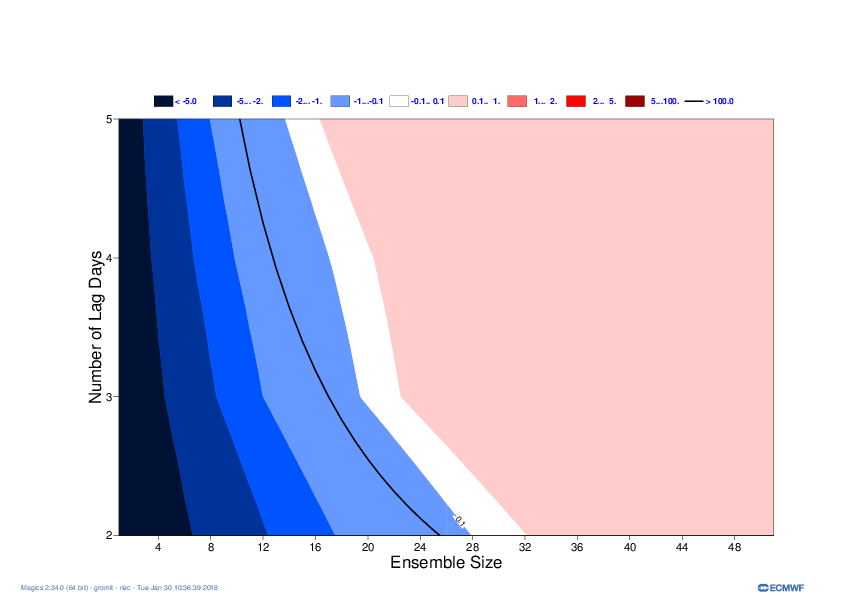 < -5.0 -5... -2. -2... -1. -1...-0.1 -0.1.. 0.1 0.1.. 1. 1... 2. 2... 5. 5...100. > 100.0
5
4
3
2
Number of Lag Days
-0.1
4 8 12 16 20 24 28 32 36 40 44 48
Ensemble Size
Magics 2.34.0 (64 bit) - gromit - nec - Tue Jan 30 10:36:39 2018
ECMWF